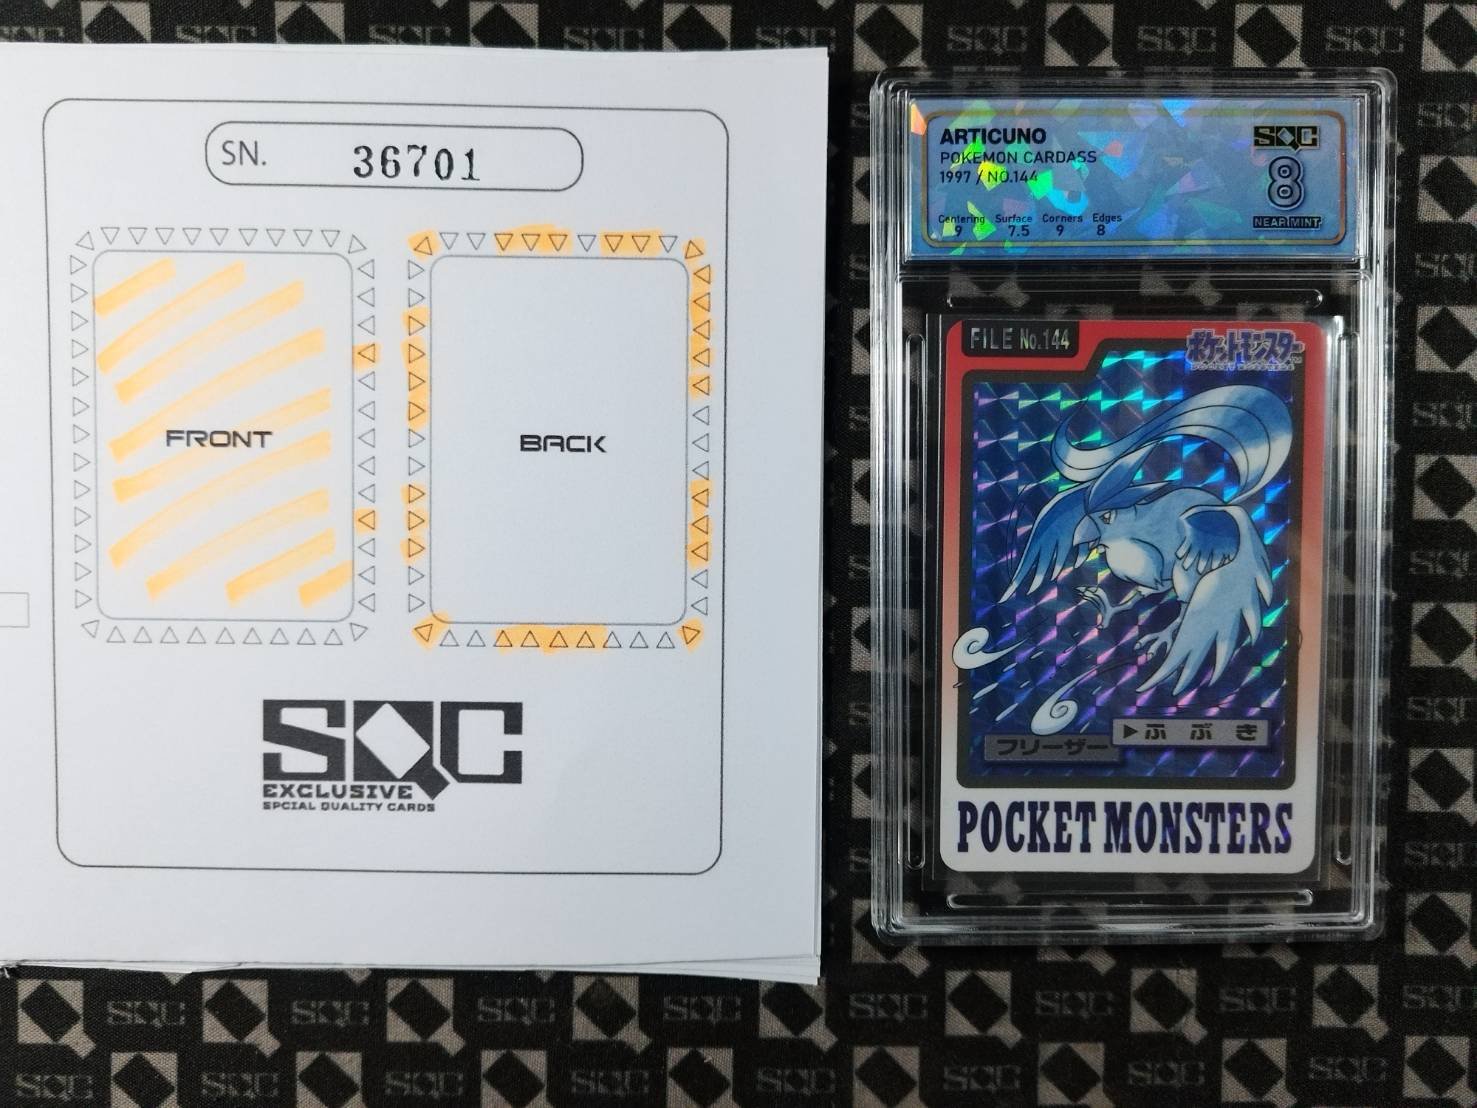 SN. 36701
FRONT
BACK
SQC
EXCLUSIVE
SPCIAL QUALITY CARDS
ARTICUNO
POKEMON CARDASS
1997 / NO.144
Centering Surface Corners Edges
9 7.5 9 8
SQC
8
NEAR MINT
FILE No.144
ポケットモンスター
POCKET MONSTERS
フリーザー
▶ふぶき
POCKET MONSTERS